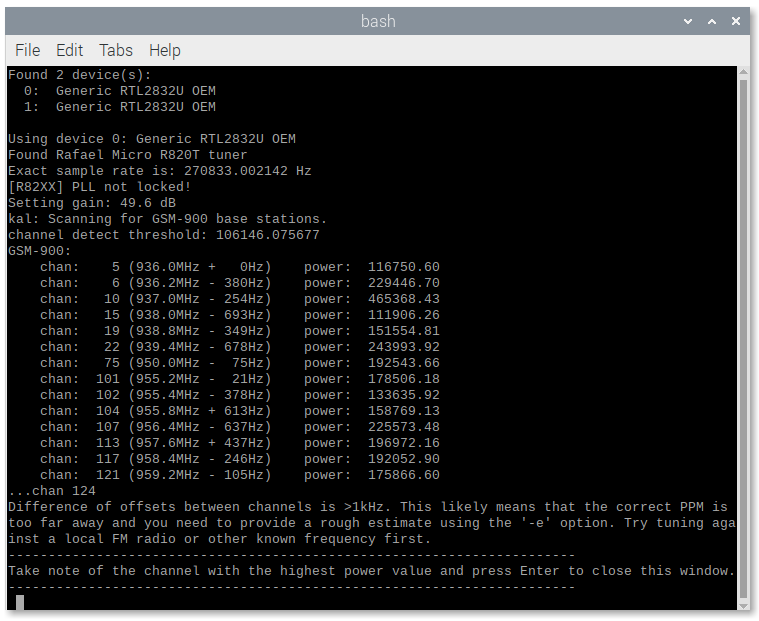 bash
File Edit Tabs Help
Found 2 device(s):
  0:  Generic RTL2832U OEM
  1:  Generic RTL2832U OEM

Using device 0: Generic RTL2832U OEM
Found Rafael Micro R820T tuner
Exact sample rate is: 270833.002142 Hz
[R82XX] PLL not locked!
Setting gain: 49.6 dB
kal: Scanning for GSM-900 base stations.
channel detect threshold: 106146.075677
GSM-900:
    chan:    5 (936.0MHz +   0Hz)    power:  116750.60
    chan:    6 (936.2MHz - 380Hz)    power:  229446.70
    chan:   10 (937.0MHz - 254Hz)    power:  465368.43
    chan:   15 (938.0MHz - 693Hz)    power:  111906.26
    chan:   19 (938.8MHz - 349Hz)    power:  151554.81
    chan:   22 (939.4MHz - 678Hz)    power:  243993.92
    chan:   75 (950.0MHz -  75Hz)    power:  192543.66
    chan:  101 (955.2MHz -  21Hz)    power:  178506.18
    chan:  102 (955.4MHz - 378Hz)    power:  133635.92
    chan:  104 (955.8MHz + 613Hz)    power:  158769.13
    chan:  107 (956.4MHz - 637Hz)    power:  225573.48
    chan:  113 (957.6MHz + 437Hz)    power:  196972.16
    chan:  117 (958.4MHz - 246Hz)    power:  192052.90
    chan:  121 (959.2MHz - 105Hz)    power:  175866.60
...chan 124
Difference of offsets between channels is >1kHz. This likely means that the correct PPM is
too far away and you need to provide a rough estimate using the '-e' option. Try tuning aga
inst a local FM radio or other known frequency first.
-----------------------------------------------------------------------
Take note of the channel with the highest power value and press Enter to close this window.
-----------------------------------------------------------------------